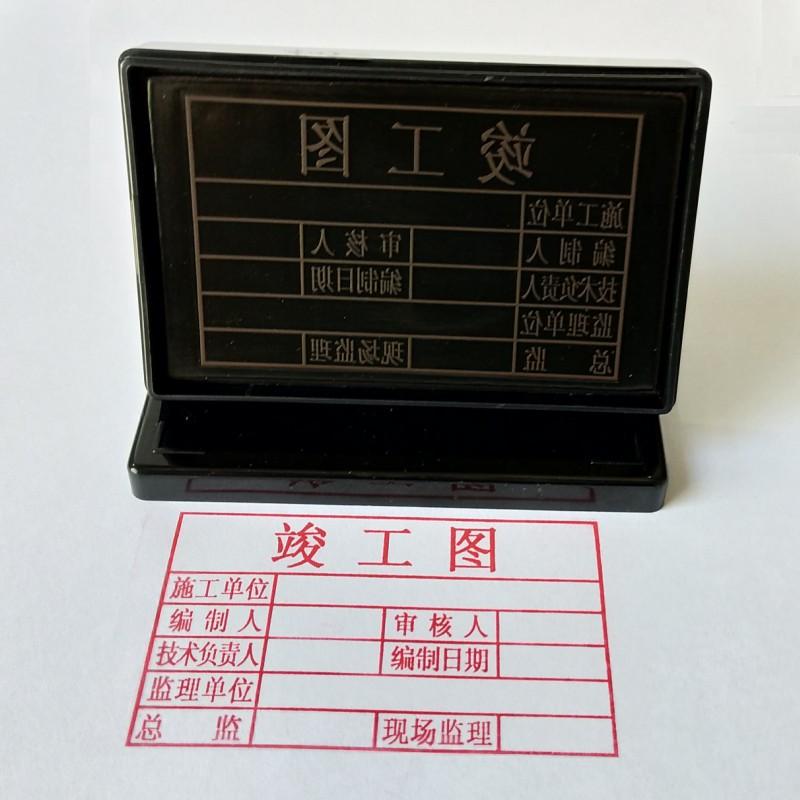 竣工图
施工单位
编制人 审核人
技术负责人 编制日期
监理单位
总监 现场监理
竣工图
施工单位
编制人 审核人
技术负责人 编制日期
监理单位
总监 现场监理